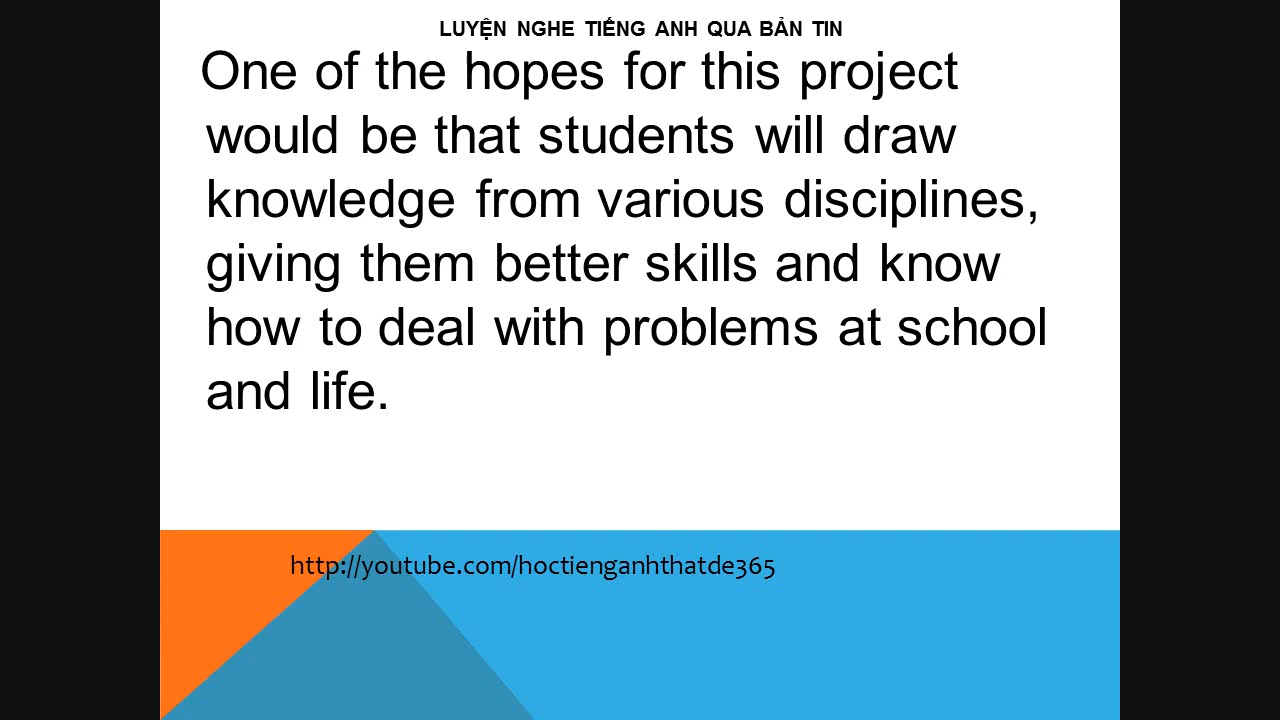 LUYỆN NGHE TIẾNG ANH QUA BẢN TIN
One of the hopes for this project
would be that students will draw
knowledge from various disciplines,
giving them better skills and know
how to deal with problems at school
and life.
http://youtube.com/hoctienganhthatde365